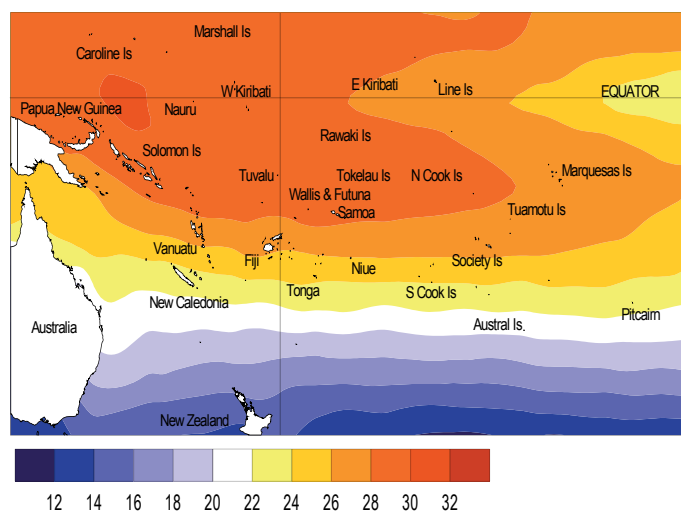 Marshall Is
Caroline Is
W Kiribati
E Kiribati
Line Is
EQUATOR
Papua New Guinea
Nauru
Rawaki Is
Solomon Is
Tuvalu
Tokelau Is
N Cook Is
Marquesas Is
Wallis & Futuna
Samoa
Tuamotu Is
Vanuatu
Fiji
Niue
Society Is
New Caledonia
Tonga
S Cook Is
Pitcairn
Australia
Austral Is.
New Zealand
12 14 16 18 20 22 24 26 28 30 32